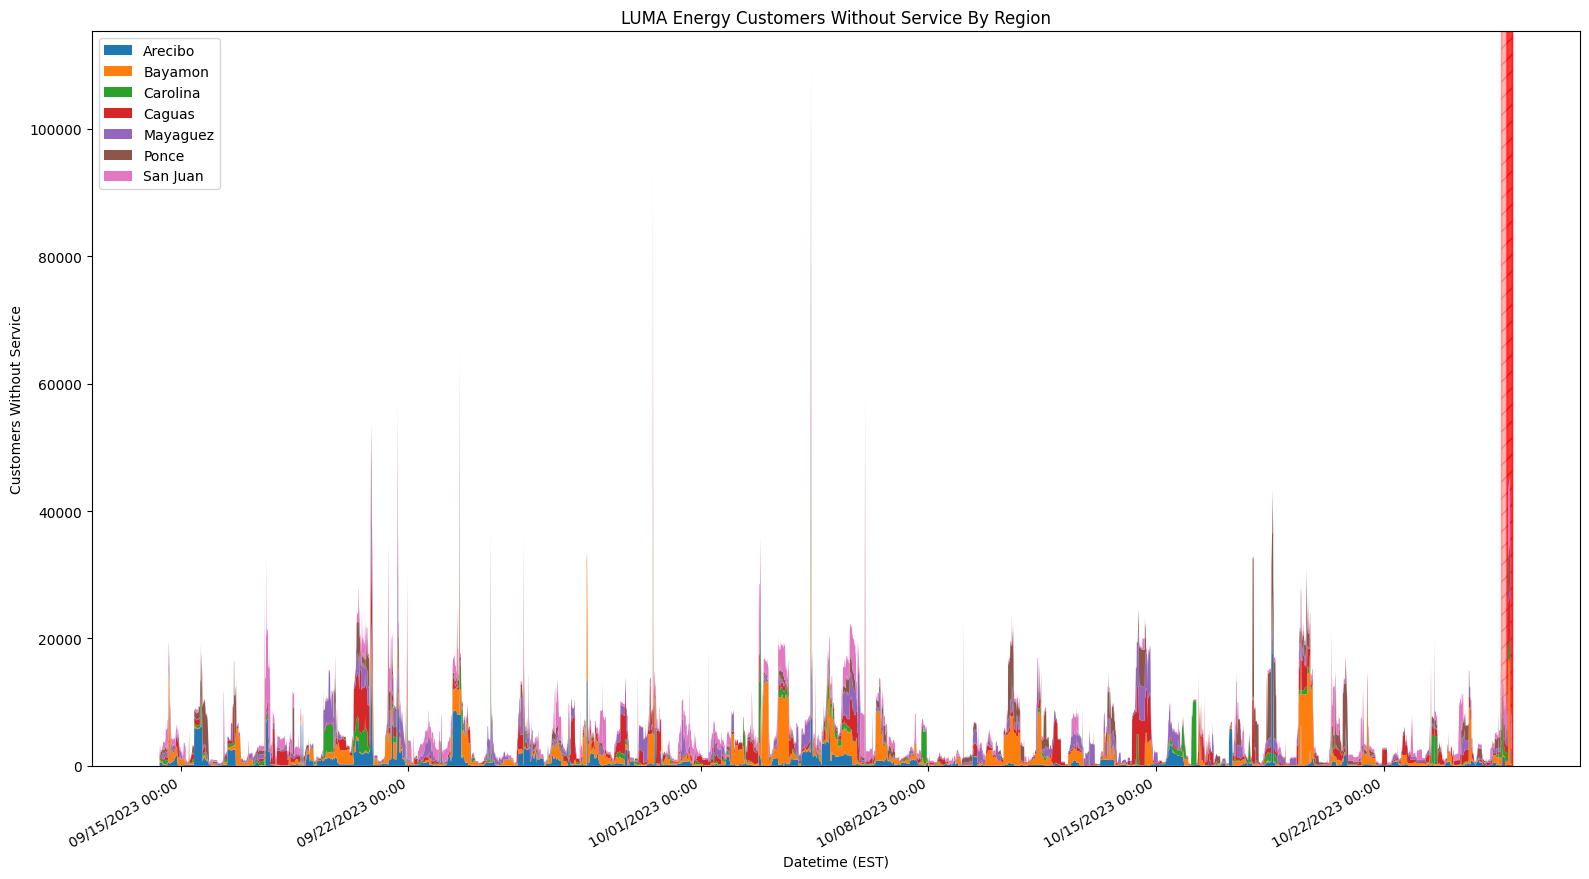 LUMA Energy Customers Without Service By Region
Arecibo
Bayamon
Carolina
Caguas
Mayaguez
Ponce
San Juan
100000
80000
60000
40000
20000
0
Customers Without Service
09/15/2023 00:00
09/22/2023 00:00
10/01/2023 00:00
10/08/2023 00:00
10/15/2023 00:00
10/22/2023 00:00
Datetime (EST)